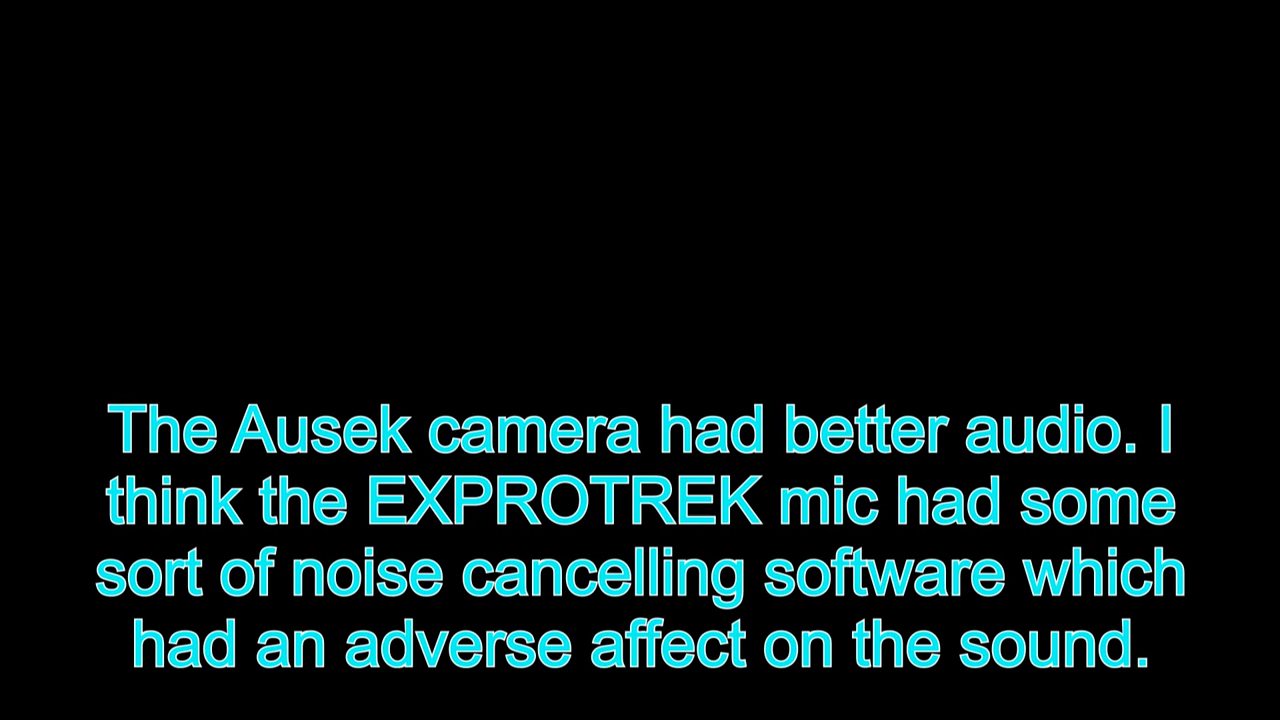 The Ausek camera had better audio. I
think the EXPROTREK mic had some
sort of noise cancelling software which
had an adverse affect on the sound.